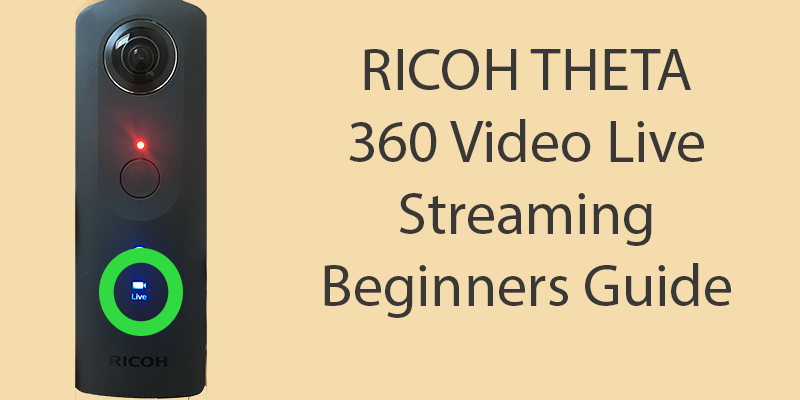 RICOH THETA
360 Video Live
Streaming
Beginners Guide
Live
RICOH